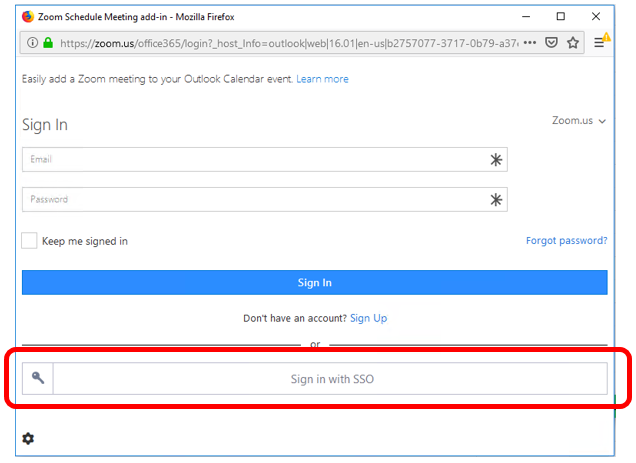 Zoom Schedule Meeting add-in - Mozilla Firefox
https://zoom.us/office365/login?_host_Info=outlook|web|16.01|en-us|b2757077-3717-0b79-a37
Easily add a Zoom meeting to your Outlook Calendar event. Learn more
Sign In
Zoom.us
Email
Password
Keep me signed in
Forgot password?
Sign In
Don't have an account? Sign Up
or
Sign in with SSO